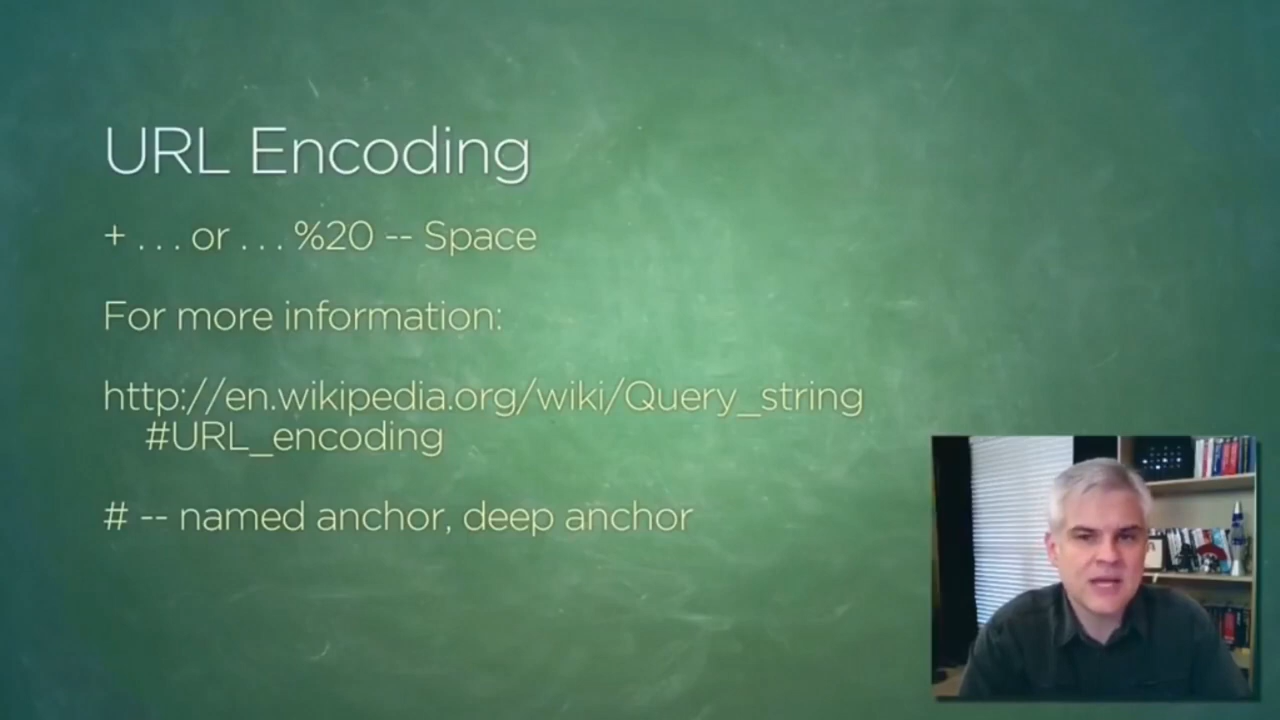 URL Encoding
+ . . . or . . . %20 -- Space
For more information:
http://en.wikipedia.org/wiki/Query_string
#URL_encoding
# -- named anchor, deep anchor